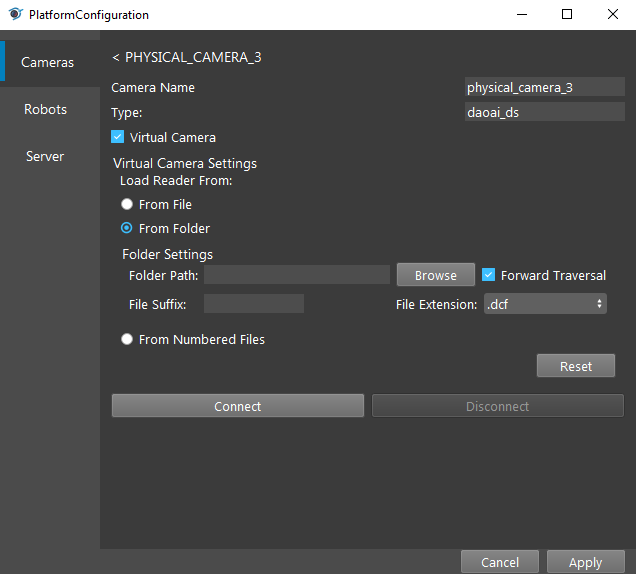 PlatformConfiguration
Cameras
Robots
Server
< PHYSICAL_CAMERA_3
Camera Name physical_camera_3
Type: daoai_ds
Virtual Camera
Virtual Camera Settings
Load Reader From:
From File
From Folder
Folder Settings
Folder Path: Browse Forward Traversal
File Suffix: File Extension: .dcf
From Numbered Files
Reset
Connect Disconnect
Cancel Apply